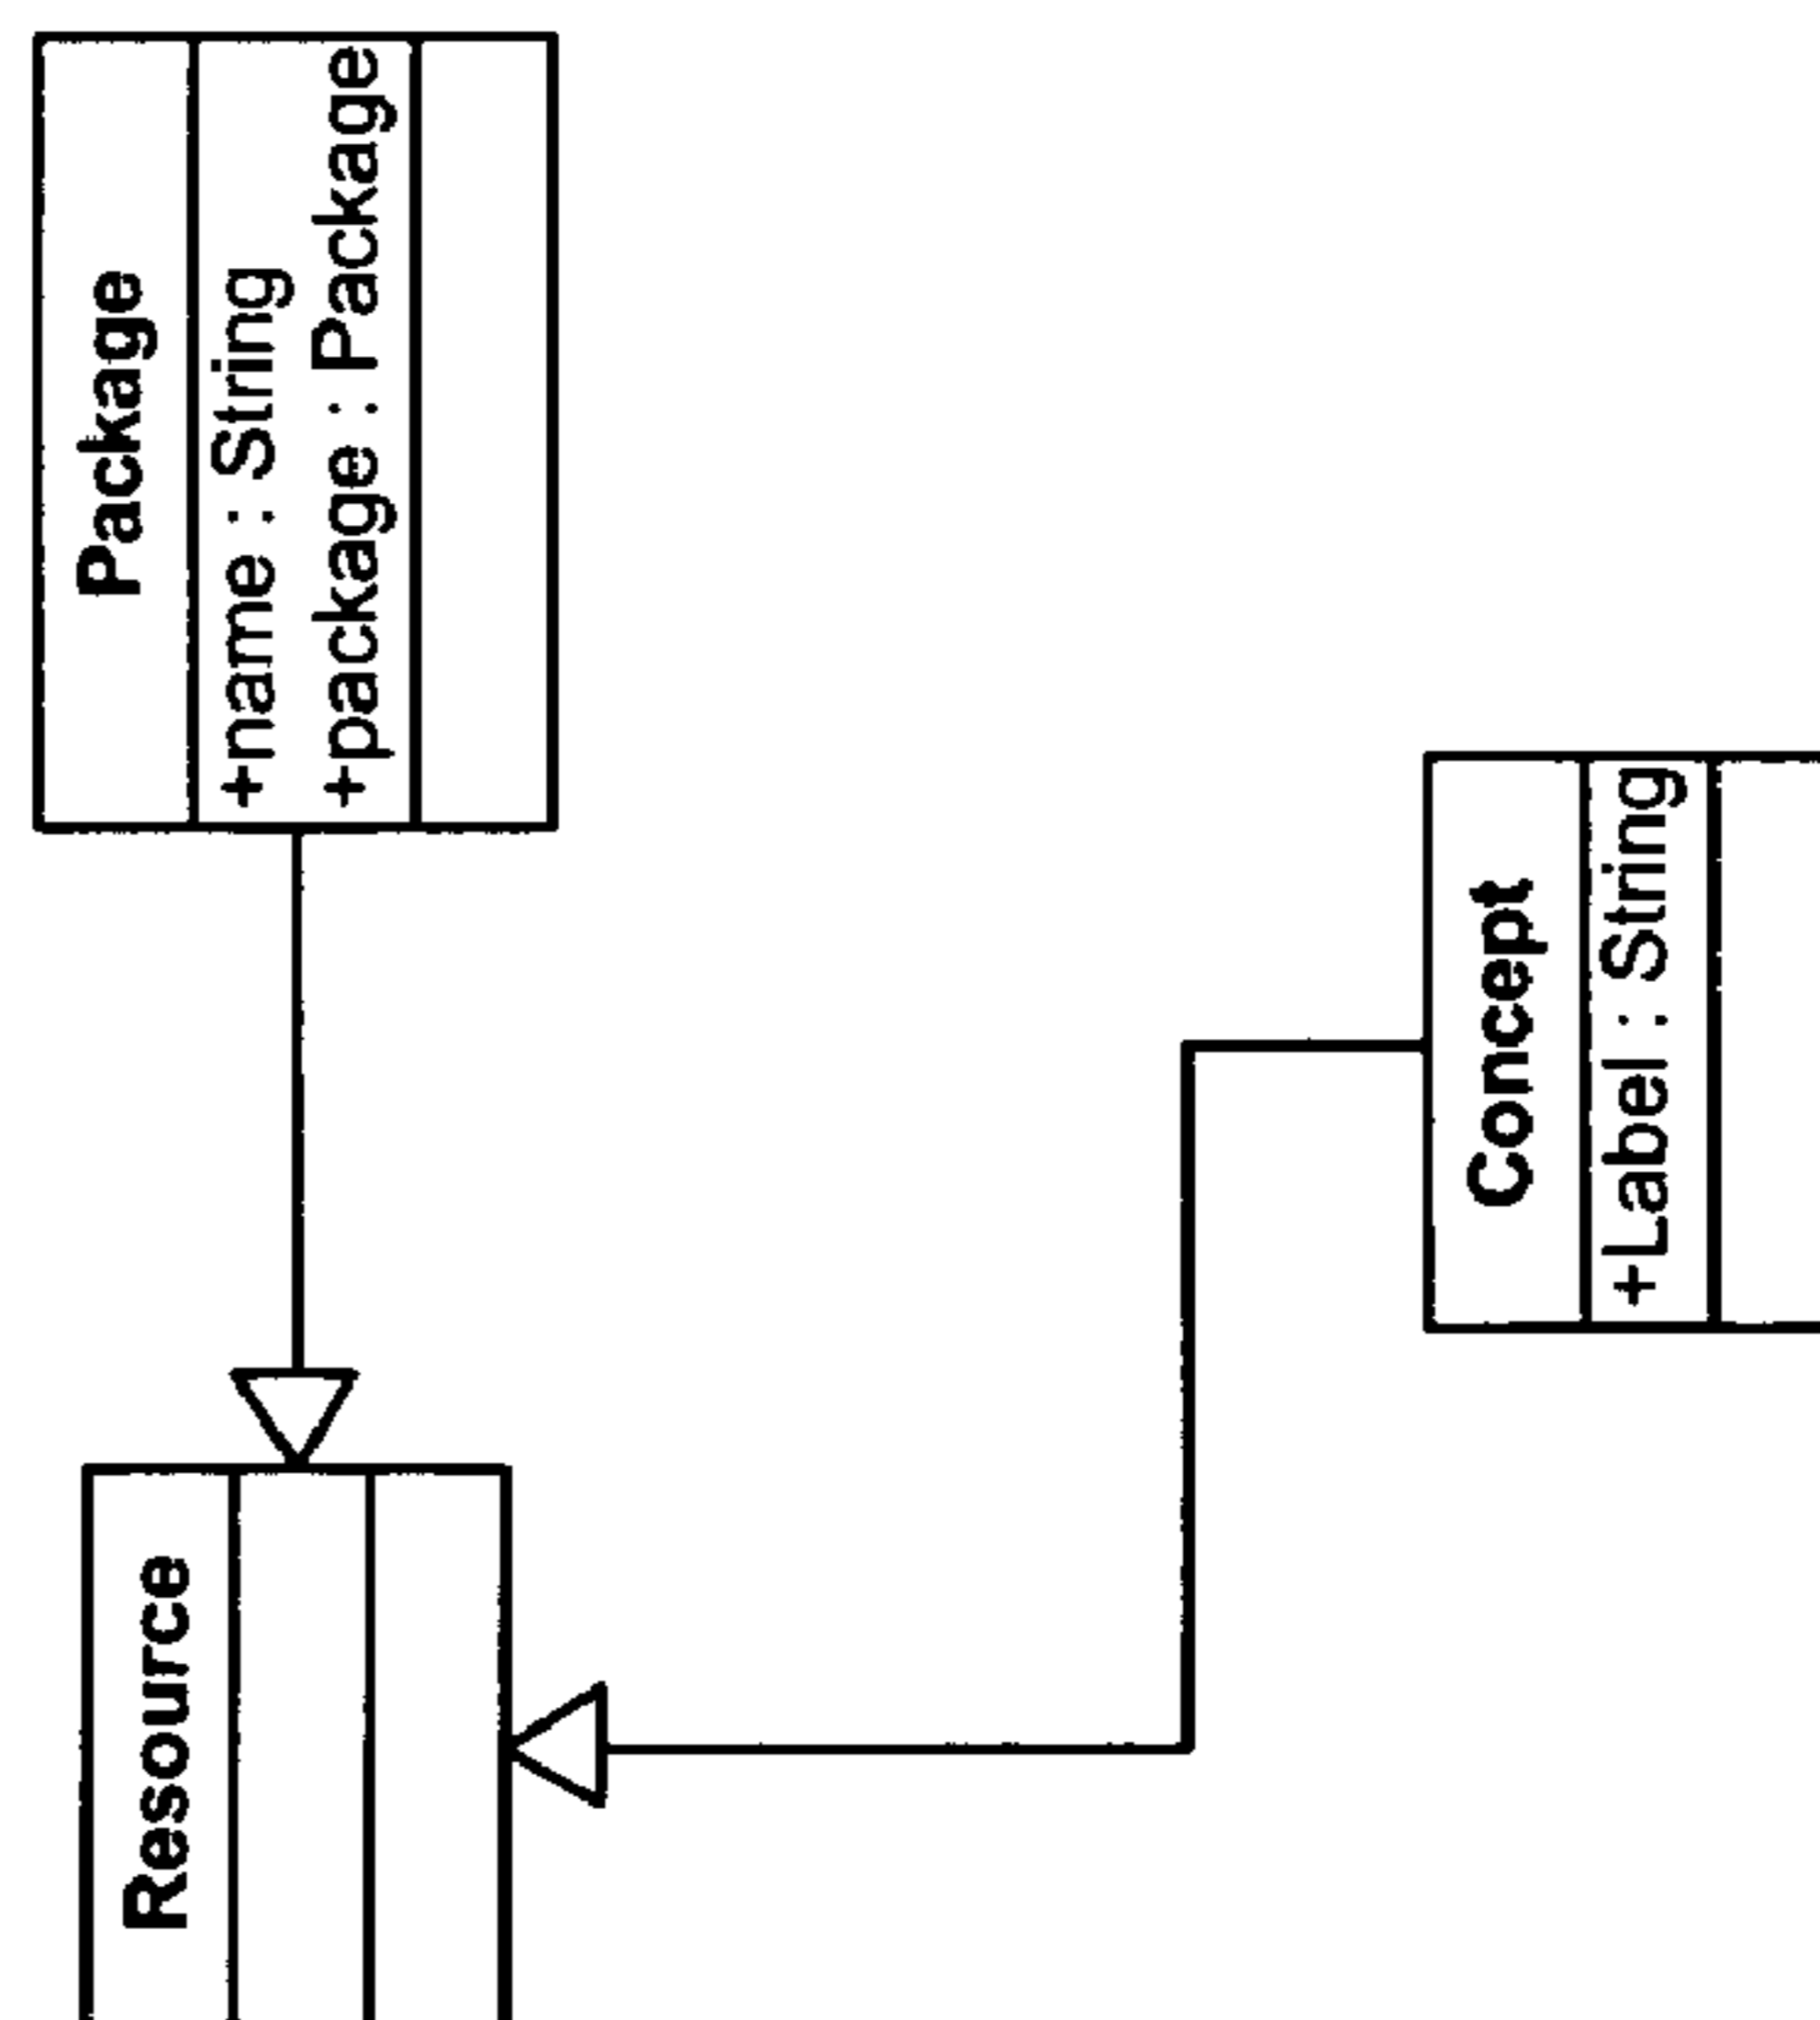 Package
+name : String
+package : Package
Resource
Concept
+Label : String